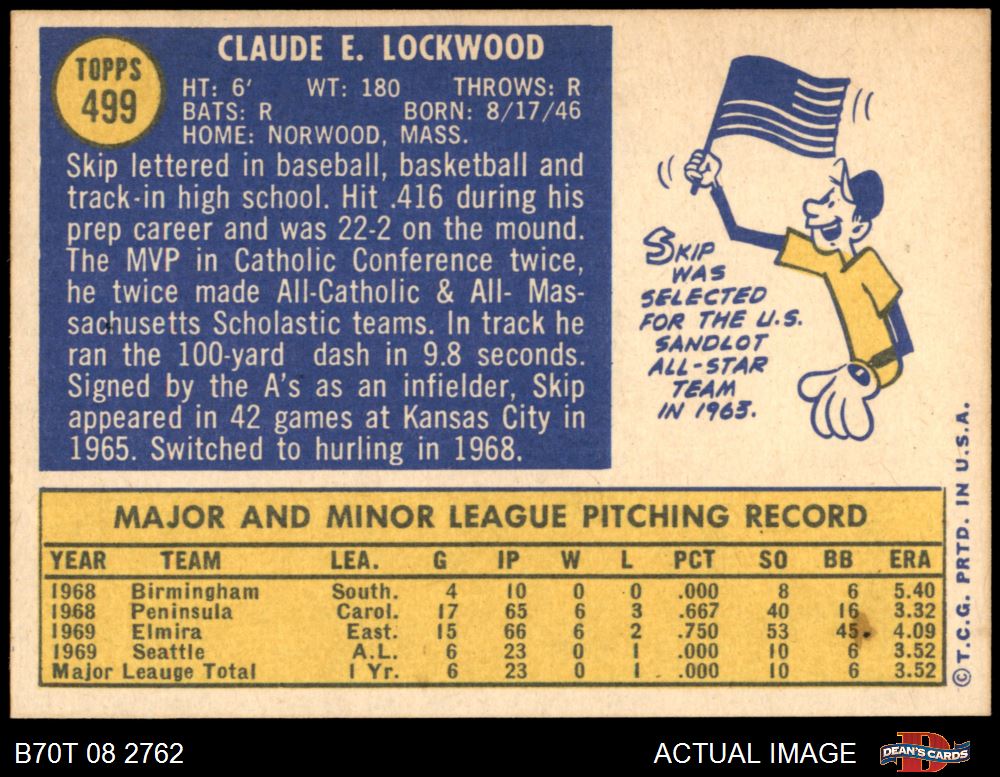 TOPPS
499
CLAUDE E. LOCKWOOD
HT: 6' WT: 180 THROWS: R
BATS: R BORN: 8/17/46
HOME: NORWOOD, MASS.
Skip lettered in baseball, basketball and
track-in high school. Hit .416 during his
prep career and was 22-2 on the mound.
The MVP in Catholic Conference twice,
he twice made All-Catholic & All- Mas-
sachusetts Scholastic teams. In track he
ran the 100-yard dash in 9.8 seconds.
Signed by the A's as an infielder, Skip
appeared in 42 games at Kansas City in
1965. Switched to hurling in 1968.
SKIP
WAS
SELECTED
FOR THE U.S.
SANDLOT
ALL-STAR
TEAM
IN 1963.
MAJOR AND MINOR LEAGUE PITCHING RECORD
YEAR TEAM LEA. G IP W L PCT SO BB ERA
1968 Birmingham South. 4 10 0 0 .000 8 6 5.40
1968 Peninsula Carol. 17 65 6 3 .667 40 16 3.32
1969 Elmira East. 15 66 6 2 .750 53 45 4.09
1969 Seattle A.L. 6 23 0 1 .000 10 6 3.52
Major Leauge Total 1 Yr. 6 23 0 1 .000 10 6 3.52
© T.C.G. PRTD. IN U.S.A.
B70T 08 2762 ACTUAL IMAGE DEAN'S CARDS